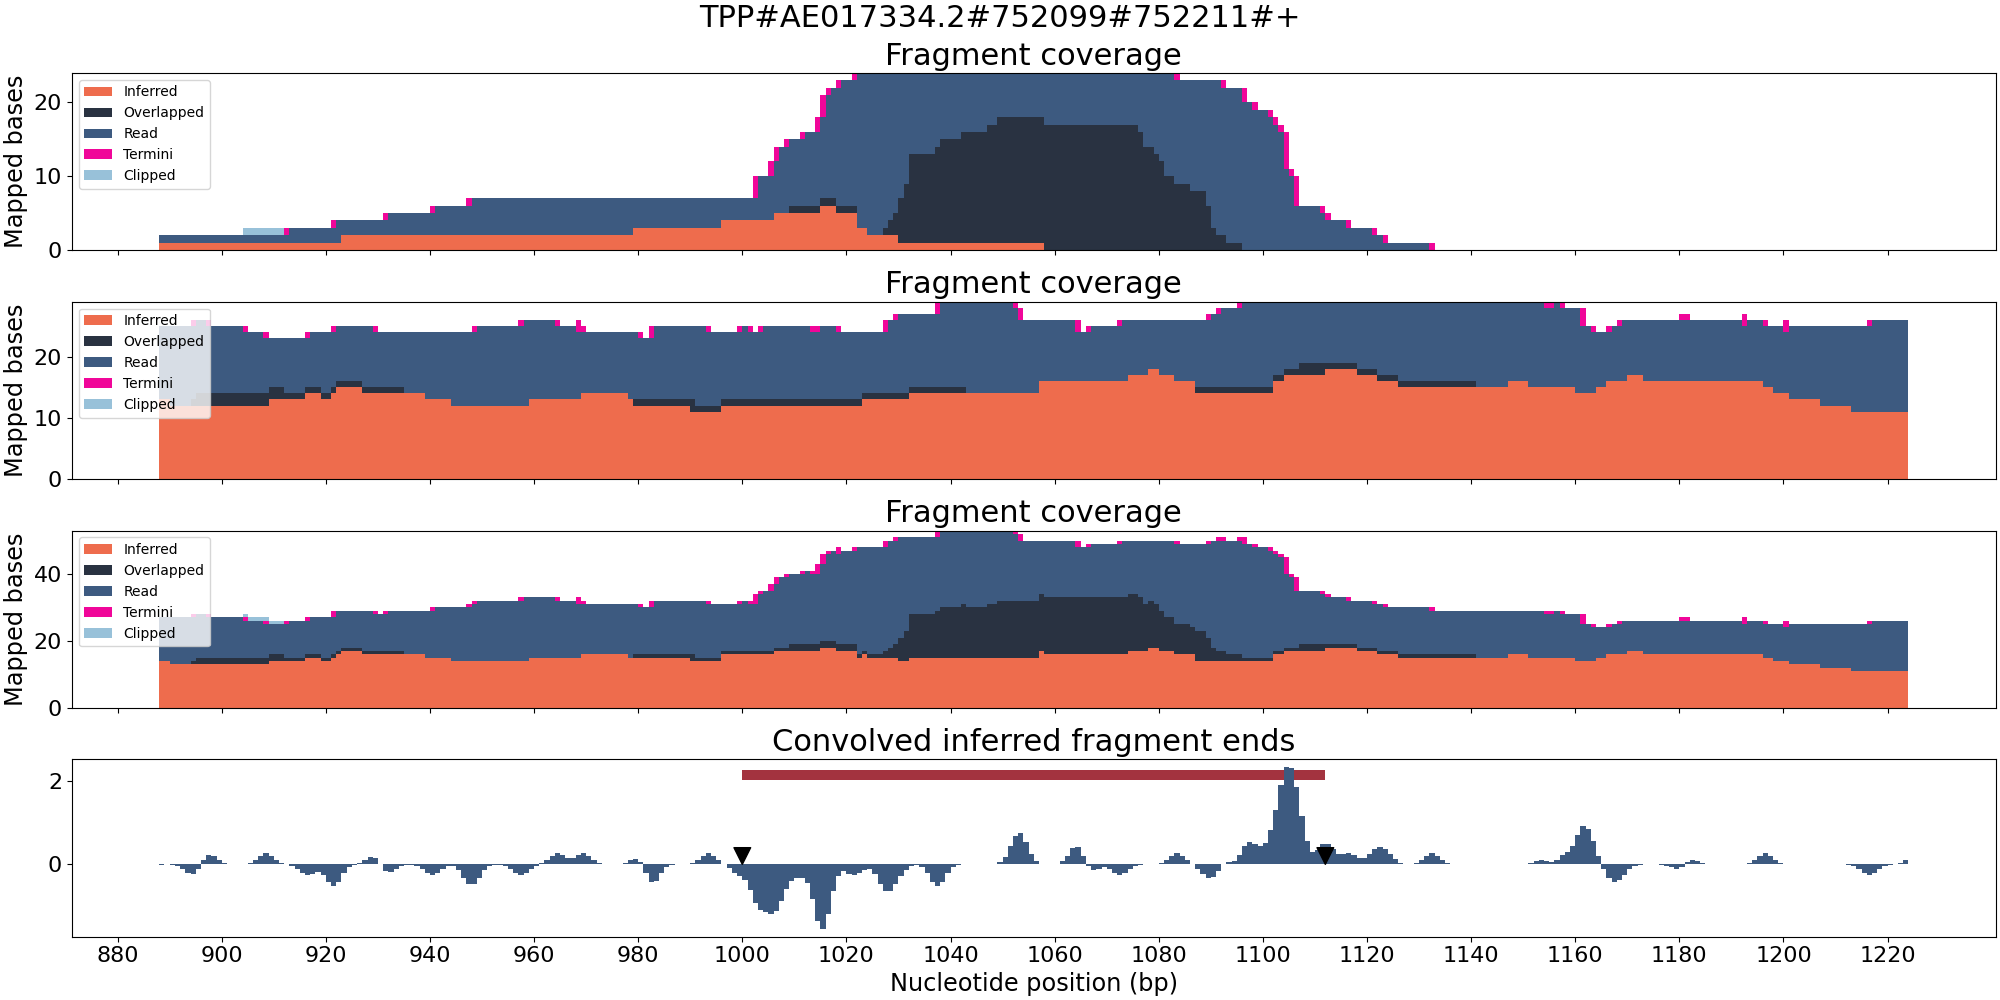 TPP#AE017334.2#752099#752211#+
Fragment coverage
Mapped bases
20
10
0
Inferred
Overlapped
Read
Termini
Clipped
Fragment coverage
Mapped bases
20
10
0
Inferred
Overlapped
Read
Termini
Clipped
Fragment coverage
Mapped bases
40
20
0
Inferred
Overlapped
Read
Termini
Clipped
Convolved inferred fragment ends
2
0
880 900 920 940 960 980 1000 1020 1040 1060 1080 1100 1120 1140 1160 1180 1200 1220
Nucleotide position (bp)